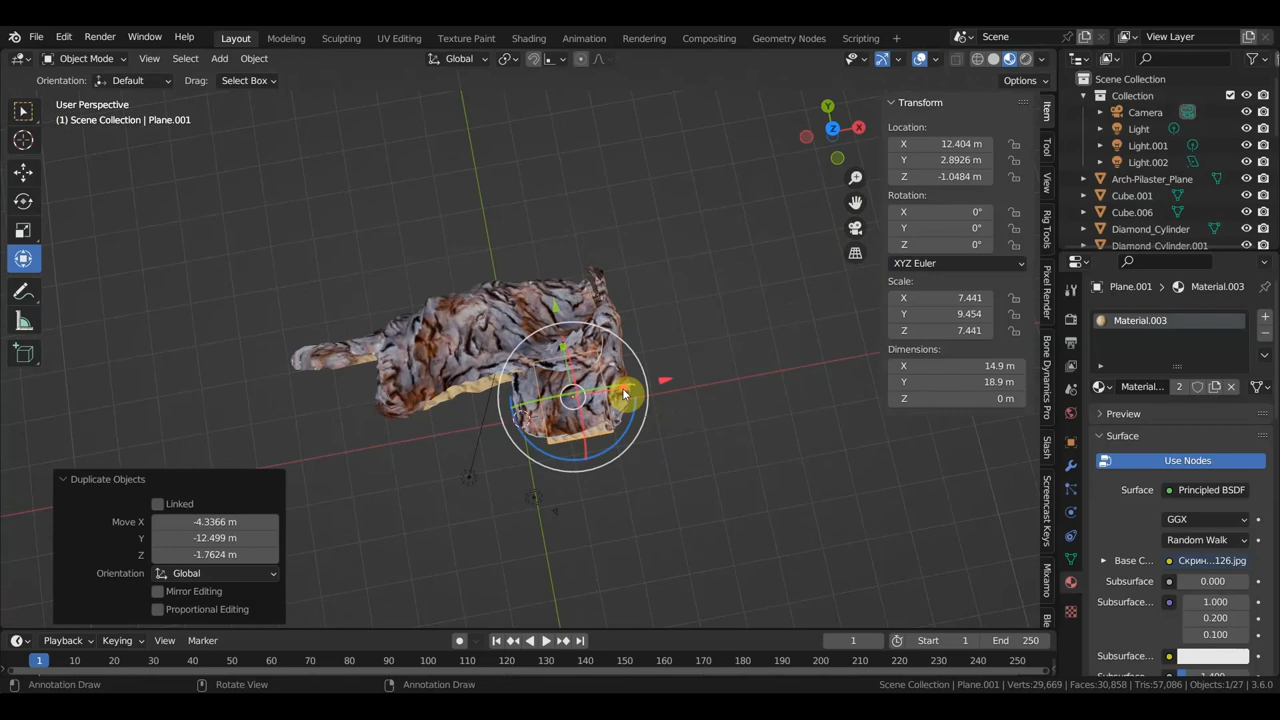 File Edit Render Window Help Layout Modeling Sculpting UV Editing Texture Paint Shading Animation Rendering Compositing Geometry Nodes Scripting + Scene View Layer
Object Mode View Select Add Object Global
Orientation: Default Drag: Select Box Options
User Perspective
(1) Scene Collection | Plane.001
Y
X
Z
Transform
Location:
X 12.404 m
Y 2.8926 m
Z -1.0484 m
Rotation:
X 0°
Y 0°
Z 0°
XYZ Euler
Scale:
X 7.441
Y 9.454
Z 7.441
Dimensions:
X 14.9 m
Y 18.9 m
Z 0 m
Item
Tool
View
Rig Tools
Pixel Render
Bone Dynamics Pro
Slash
Screencast Keys
Mixamo
Ble
Scene Collection
Collection
Camera
Light
Light.001
Light.002
Arch-Pilaster_Plane
Cube.001
Cube.006
Diamond_Cylinder
Diamond_Cylinder.001
Plane.001 > Material.003
Material.003
Material... 2
Preview
Surface
Use Nodes
Surface Principled BSDF
GGX
Random Walk
Base C... Скрин...126.jpg
Subsurface 0.000
Subsurface... 1.000
0.200
0.100
Subsurface...
Subsurface... 1.400
Duplicate Objects
Linked
Move X -4.3366 m
Y -12.499 m
Z -1.7624 m
Orientation Global
Mirror Editing
Proportional Editing
Playback Keying View Marker 1 Start 1 End 250
1 10 20 30 40 50 60 70 80 90 100 110 120 130 140 150 160 170 180 190 200 210 220 230 240 250
Annotation Draw Rotate View Annotation Draw Scene Collection | Plane.001 | Verts:29,669 | Faces:30,858 | Tris:57,086 | Objects:1/27 | 3.6.0